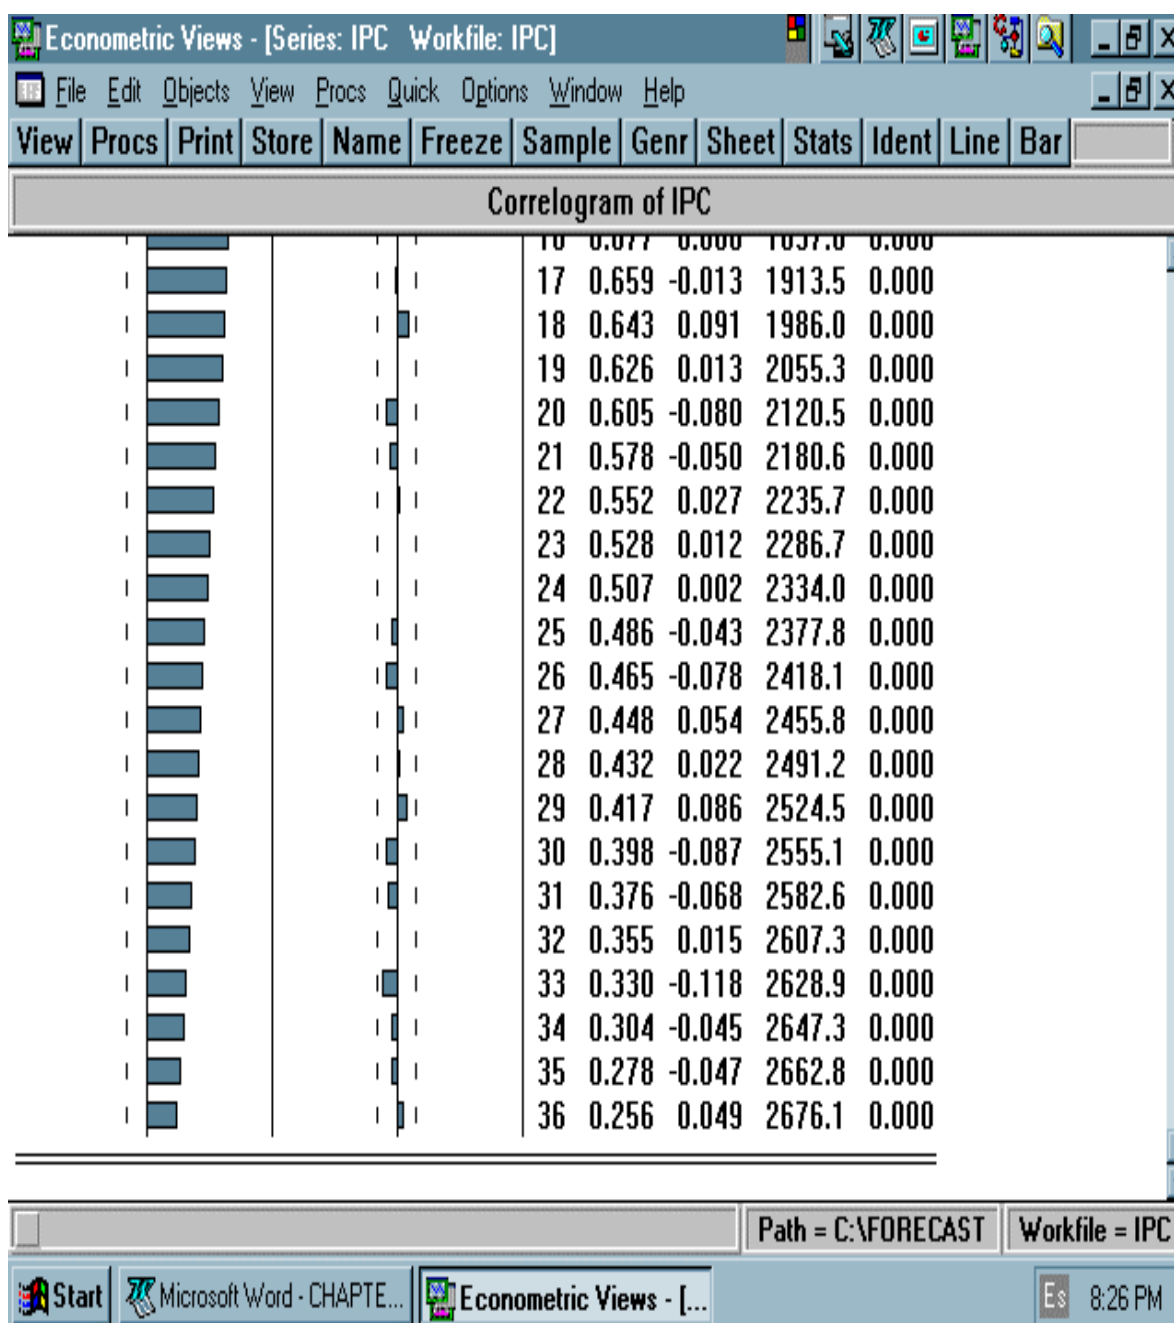 Econometric Views - [Series: IPC Workfile: IPC]
File Edit Objects View Procs Quick Options Window Help
View Procs Print Store Name Freeze Sample Genr Sheet Stats Ident Line Bar
Correlogram of IPC
17 0.659 -0.013 1913.5 0.000
18 0.643 0.091 1986.0 0.000
19 0.626 0.013 2055.3 0.000
20 0.605 -0.080 2120.5 0.000
21 0.578 -0.050 2180.6 0.000
22 0.552 0.027 2235.7 0.000
23 0.528 0.012 2286.7 0.000
24 0.507 0.002 2334.0 0.000
25 0.486 -0.043 2377.8 0.000
26 0.465 -0.078 2418.1 0.000
27 0.448 0.054 2455.8 0.000
28 0.432 0.022 2491.2 0.000
29 0.417 0.086 2524.5 0.000
30 0.398 -0.087 2555.1 0.000
31 0.376 -0.068 2582.6 0.000
32 0.355 0.015 2607.3 0.000
33 0.330 -0.118 2628.9 0.000
34 0.304 -0.045 2647.3 0.000
35 0.278 -0.047 2662.8 0.000
36 0.256 0.049 2676.1 0.000
Path = C:\FORECAST Workfile = IPC
Start Microsoft Word - CHAPTE... Econometric Views - [... Es 8:26 PM